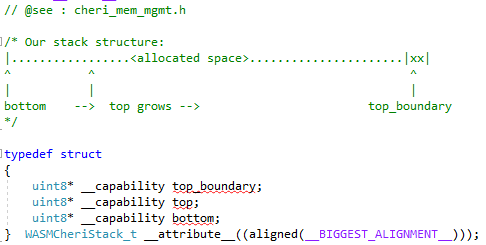 // @see : cheri_mem_mgmt.h
/* Our stack structure:
|.................<allocated space>......................|xx|
^            ^                                              ^
|            |                                              |
bottom    -->  top grows -->                        top_boundary
*/
typedef struct
{
    uint8* __capability top_boundary;
    uint8* __capability top;
    uint8* __capability bottom;
}  WASMCheriStack_t __attribute__((aligned(__BIGGEST_ALIGNMENT__)));